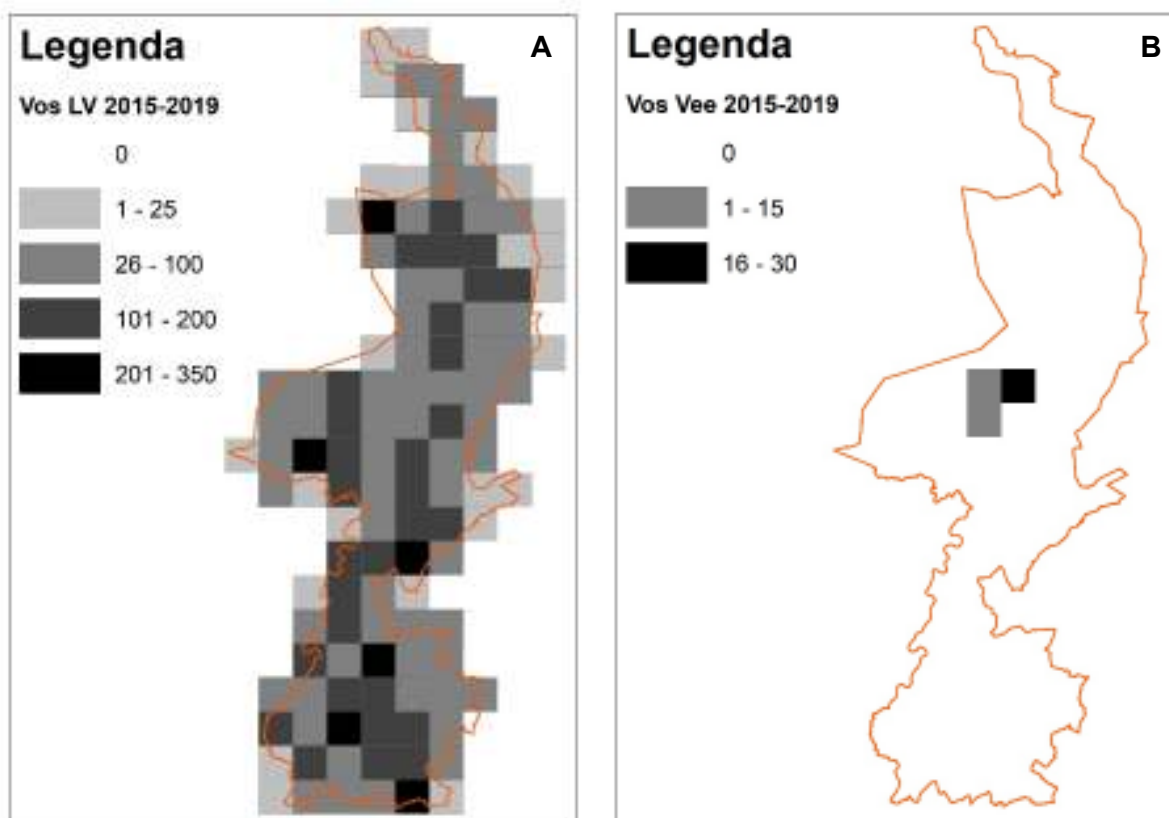 Legenda
A
Vos LV 2015-2019
0
1 - 25
26 - 100
101 - 200
201 - 350
Legenda
B
Vos Vee 2015-2019
0
1 - 15
16 - 30